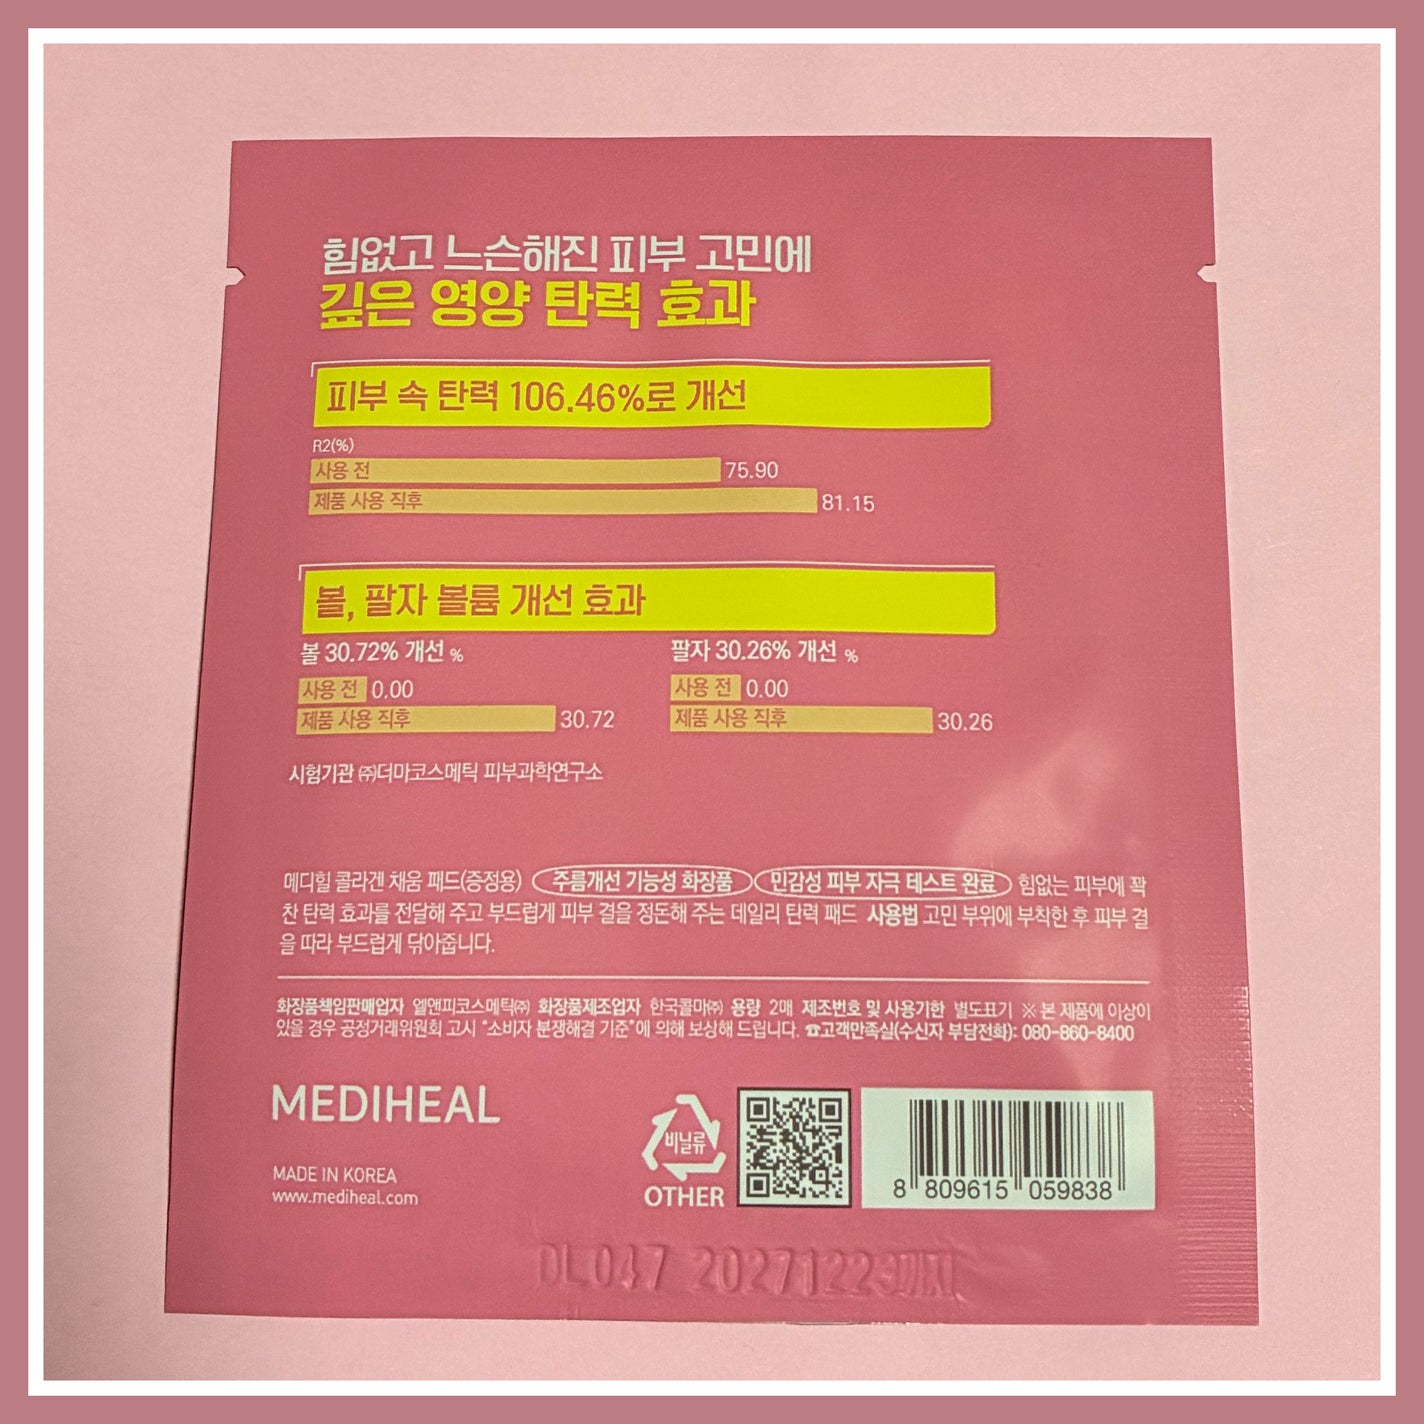 힘없고 느슨해진 피부 고민에
깊은 영양 탄력 효과
피부 속 탄력 106.46%로 개선
R2(%)
사용 전 75.90
제품 사용 직후 81.15
볼, 팔자 볼륨 개선 효과
볼 30.72% 개선 %
사용 전 0.00
제품 사용 직후 30.72
팔자 30.26% 개선 %
사용 전 0.00
제품 사용 직후 30.26
시험기관 ㈜더마코스메틱 피부과학연구소
메디힐 콜라겐 채움 패드(증정용) 주름개선 기능성 화장품 민감성 피부 자극 테스트 완료 힘없는 피부에 꽉
찬 탄력 효과를 전달해 주고 부드럽게 피부 결을 정돈해 주는 데일리 탄력 패드 사용법 고민 부위에 부착한 후 피부 결
을 따라 부드럽게 닦아줍니다.
화장품책임판매업자 엘앤피코스메틱㈜ 화장품제조업자 한국콜마㈜ 용량 2매 제조번호 및 사용기한 별도표기 ※ 본 제품에 이상이
있을 경우 공정거래위원회 고시 "소비자 분쟁해결 기준"에 의해 보상해 드립니다. ☎고객만족실(수신자 부담전화): 080-860-8400
MEDIHEAL
MADE IN KOREA
www.mediheal.com
비닐류
OTHER
8 809615 059838
DL047 20271223까지